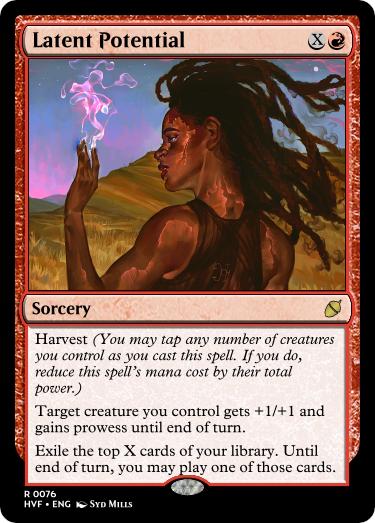 Latent Potential X
Sorcery
Harvest (You may tap any number of creatures
you control as you cast this spell. If you do,
reduce this spell's mana cost by their total
power.)
Target creature you control gets +1/+1 and
gains prowess until end of turn.
Exile the top X cards of your library. Until
end of turn, you may play one of those cards.
R 0076
HVF • ENG Syd Mills